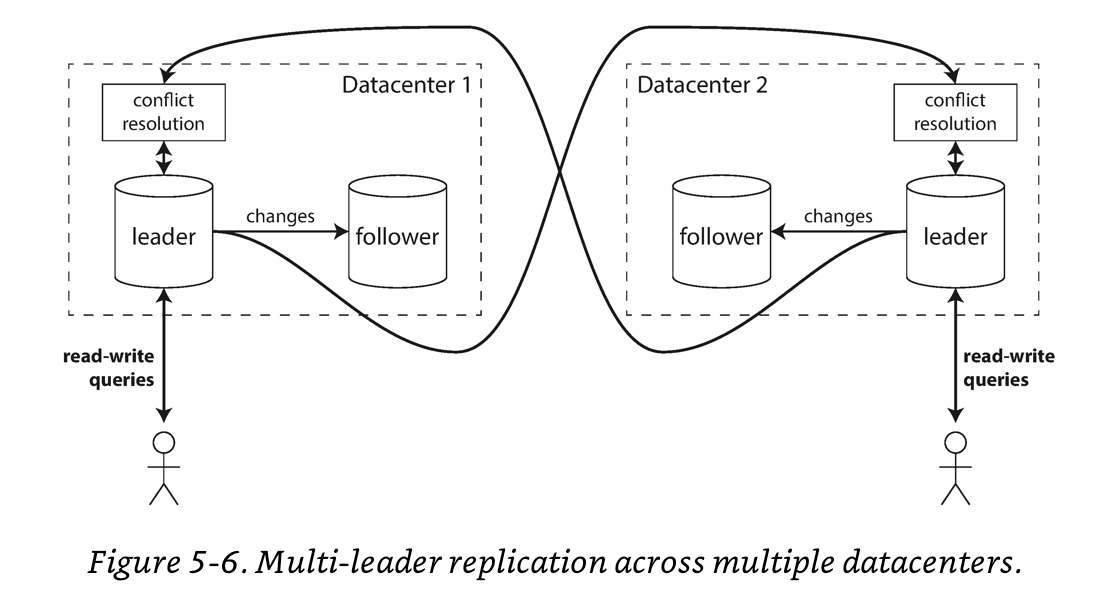 Datacenter 1
conflict
resolution
leader
changes
follower
read-write
queries
Datacenter 2
conflict
resolution
follower
changes
leader
read-write
queries
Figure 5-6. Multi-leader replication across multiple datacenters.